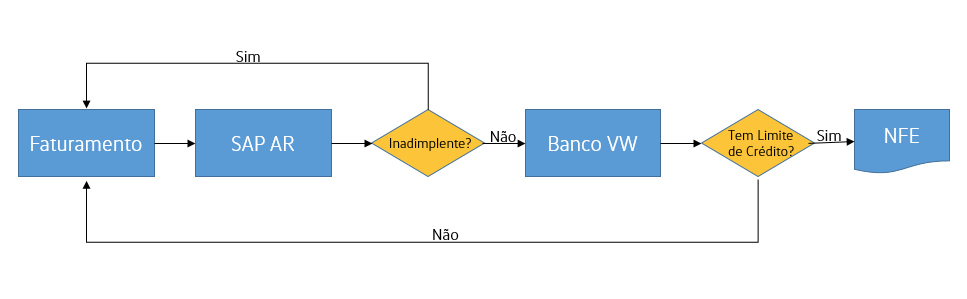 Sim
Faturamento
SAP AR
Inadimplente?
Não
Banco VW
Tem Limite
de Crédito?
Sim
NFE
Não